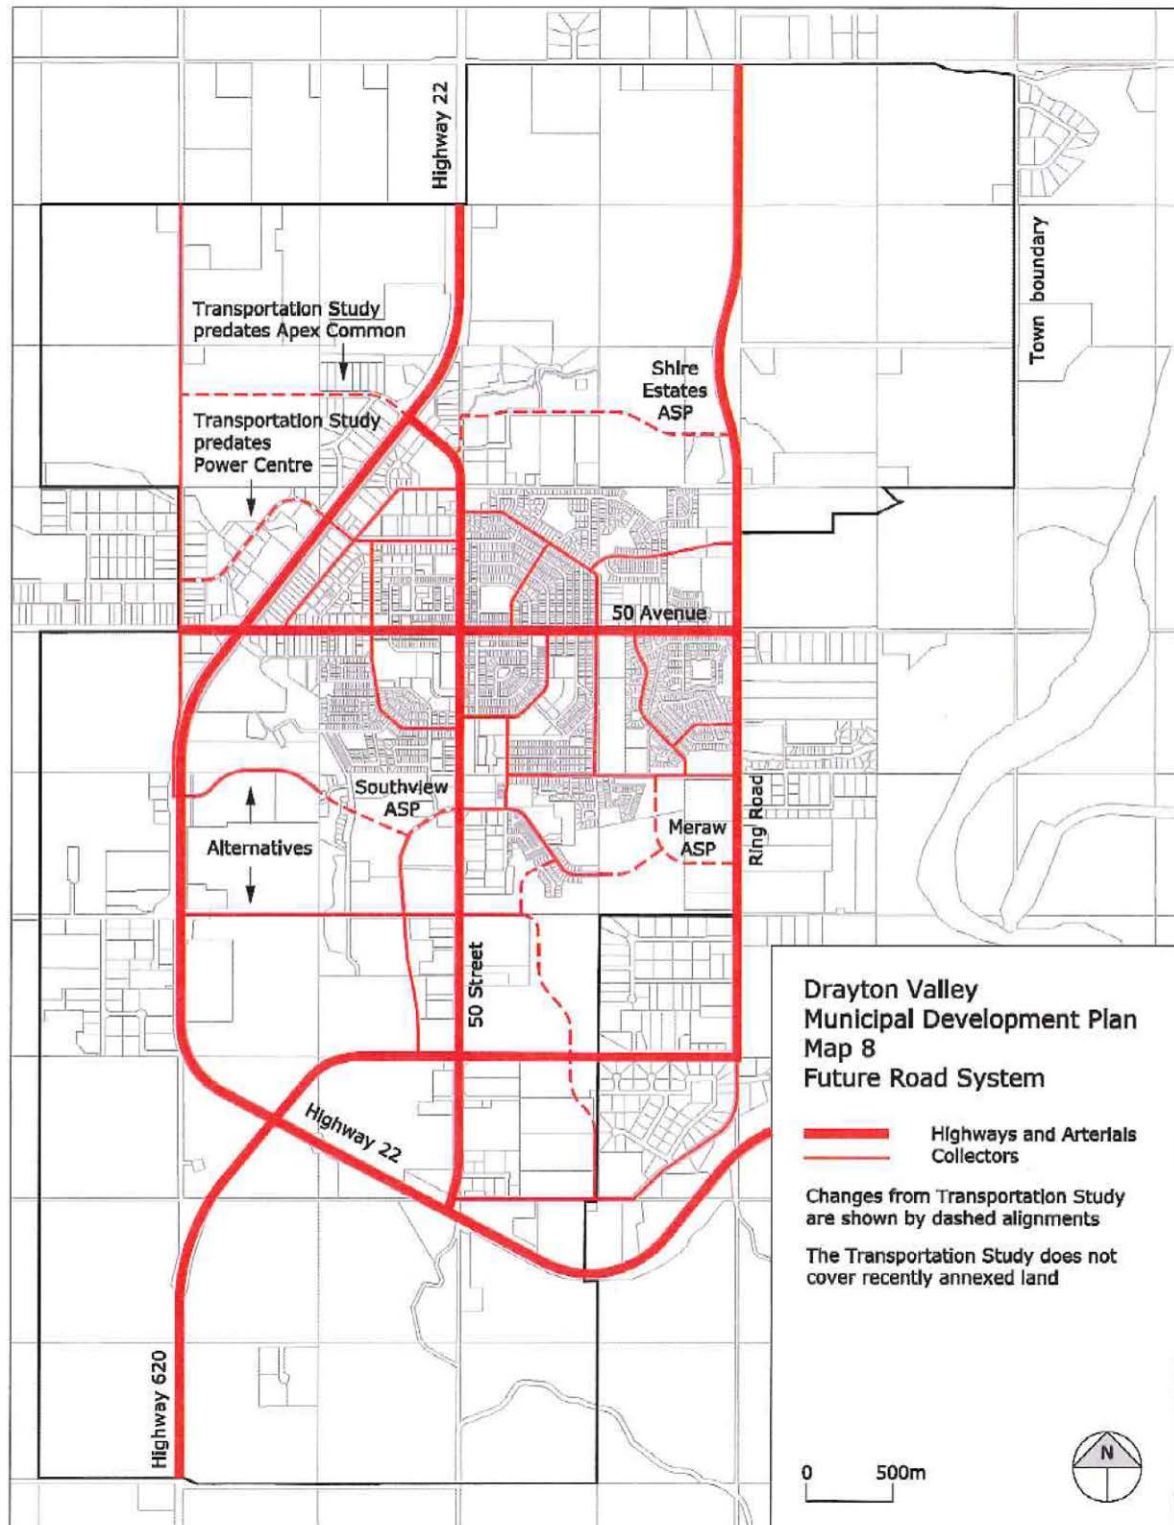 Highway 22
Town boundary
Transportation Study
predates Apex Common
Shire
Estates
ASP
Transportation Study
predates
Power Centre
50 Avenue
Southview
ASP
Alternatives
Meraw
ASP
Ring Road
50 Street
Highway 22
Highway 620
Drayton Valley
Municipal Development Plan
Map 8
Future Road System
Highways and Arterials
Collectors
Changes from Transportation Study
are shown by dashed alignments
The Transportation Study does not
cover recently annexed land
0 500m
N